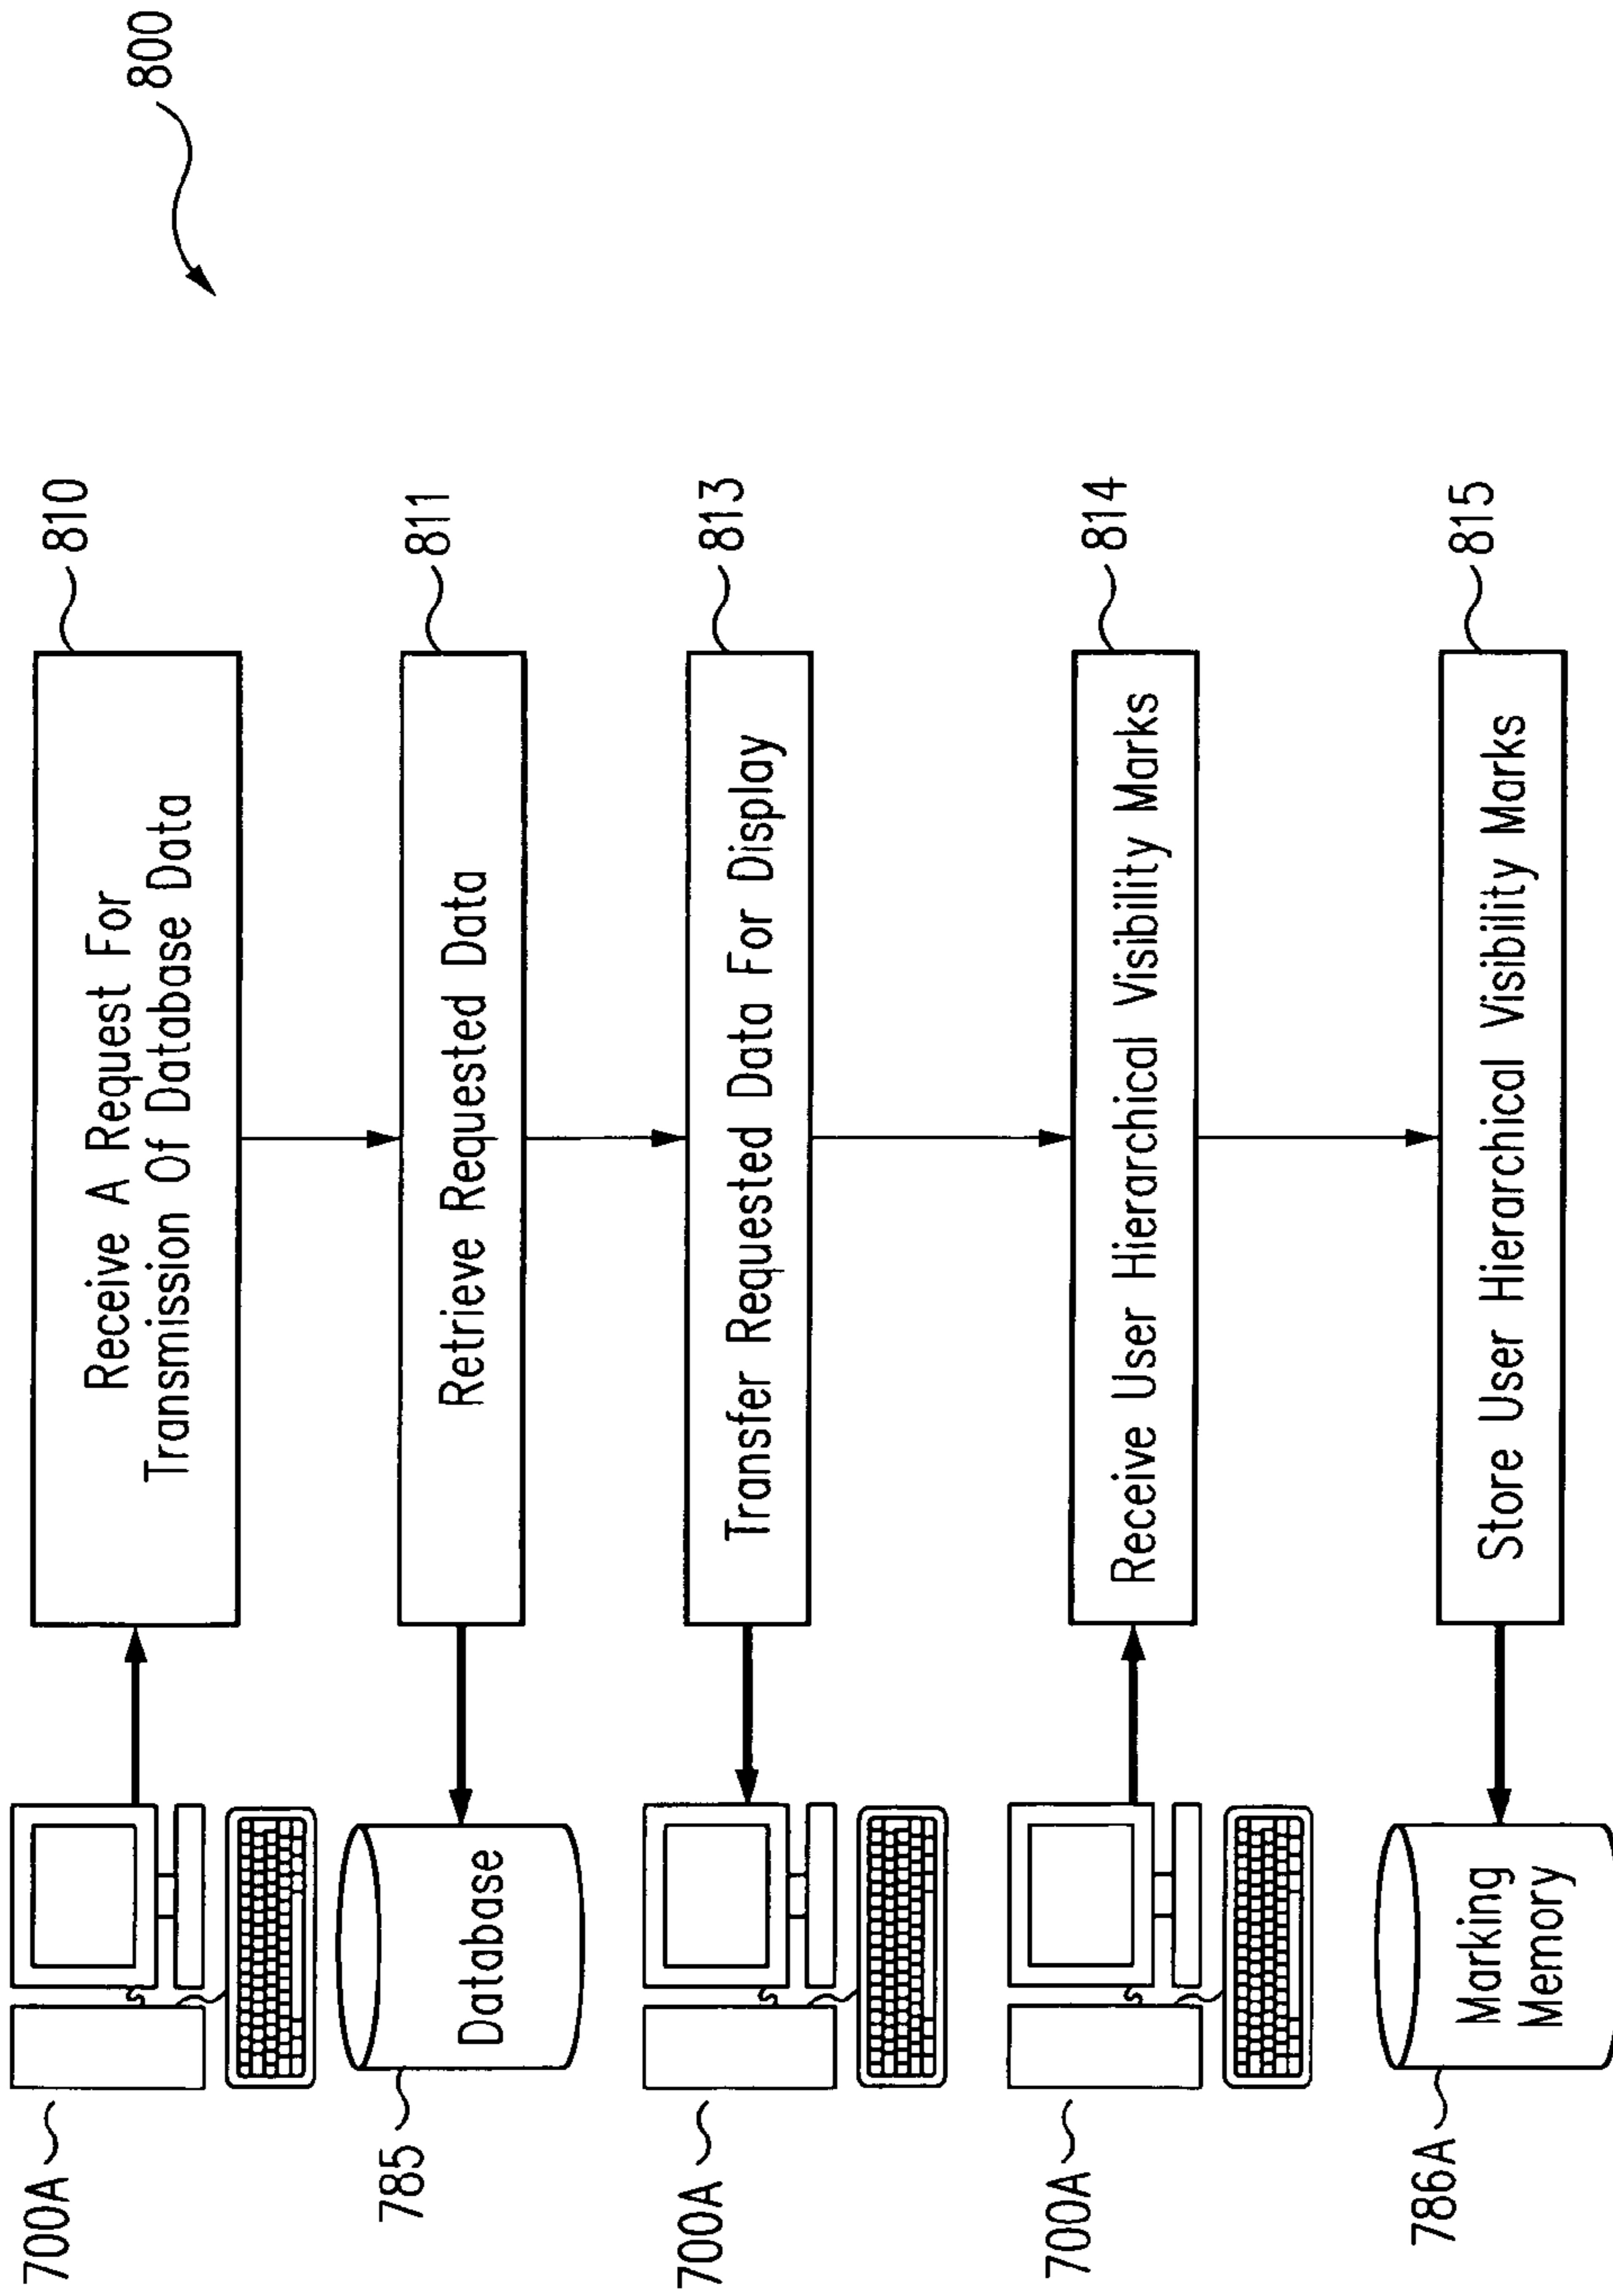 800
700A
Receive A Request For
Transmission Of Database Data
810
785
Database
Retrieve Requested Data
811
700A
Transfer Requested Data For Display
813
700A
Receive User Hierarchical Visibility Marks
814
786A
Marking
Memory
Store User Hierarchical Visibility Marks
815